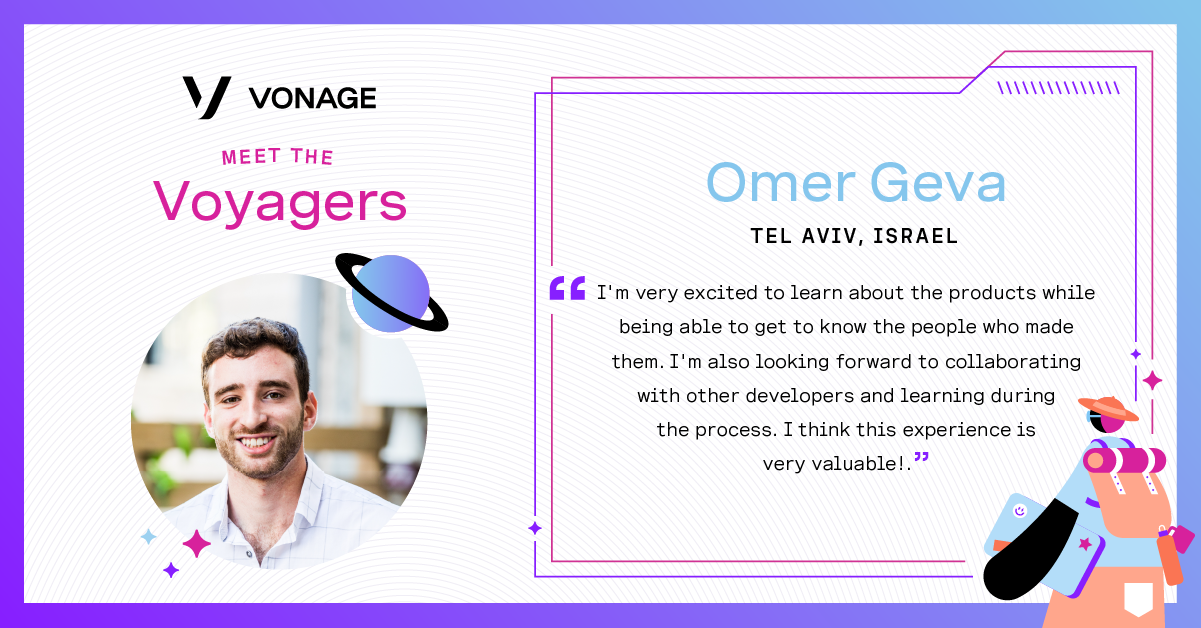 VONAGE
MEET THE
Voyagers
Omer Geva
TEL AVIV, ISRAEL
“ I'm very excited to learn about the products while
being able to get to know the people who made
them. I'm also looking forward to collaborating
with other developers and learning during
the process. I think this experience is
very valuable!.”